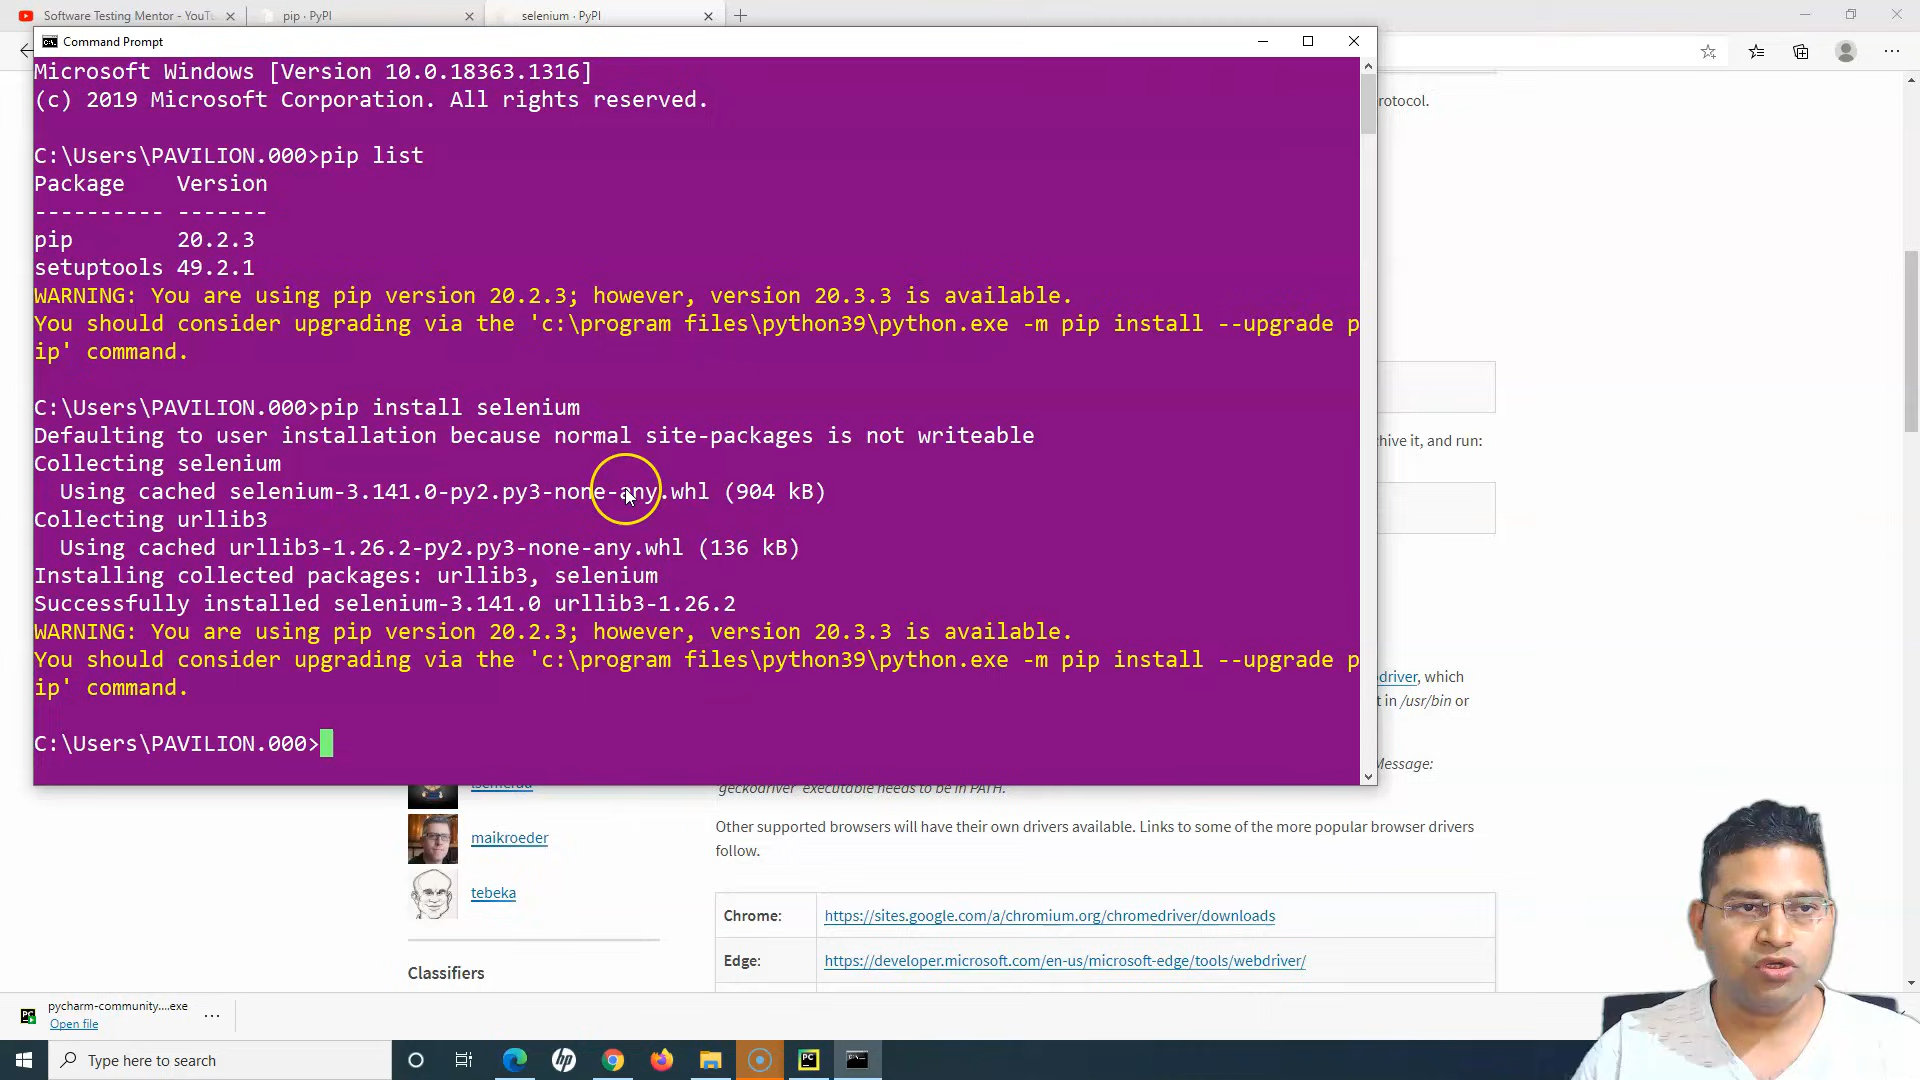 Software Testing Mentor - YouTu
pip · PyPI
selenium · PyPI
Command Prompt
Microsoft Windows [Version 10.0.18363.1316]
(c) 2019 Microsoft Corporation. All rights reserved.
C:\Users\PAVILION.000>pip list
Package    Version
---------- -------
pip        20.2.3
setuptools 49.2.1
WARNING: You are using pip version 20.2.3; however, version 20.3.3 is available.
You should consider upgrading via the 'c:\program files\python39\python.exe -m pip install --upgrade p
ip' command.
C:\Users\PAVILION.000>pip install selenium
Defaulting to user installation because normal site-packages is not writeable
Collecting selenium
  Using cached selenium-3.141.0-py2.py3-none-any.whl (904 kB)
Collecting urllib3
  Using cached urllib3-1.26.2-py2.py3-none-any.whl (136 kB)
Installing collected packages: urllib3, selenium
Successfully installed selenium-3.141.0 urllib3-1.26.2
WARNING: You are using pip version 20.2.3; however, version 20.3.3 is available.
You should consider upgrading via the 'c:\program files\python39\python.exe -m pip install --upgrade p
ip' command.
C:\Users\PAVILION.000>
rotocol.
hive it, and run:
driver, which
t in /usr/bin or
Message:
'geckodriver' executable needs to be in PATH.
maikroeder
tebeka
Classifiers
Other supported browsers will have their own drivers available. Links to some of the more popular browser drivers
follow.
Chrome: https://sites.google.com/a/chromium.org/chromedriver/downloads
Edge: https://developer.microsoft.com/en-us/microsoft-edge/tools/webdriver/
pycharm-community....exe
Open file
Type here to search